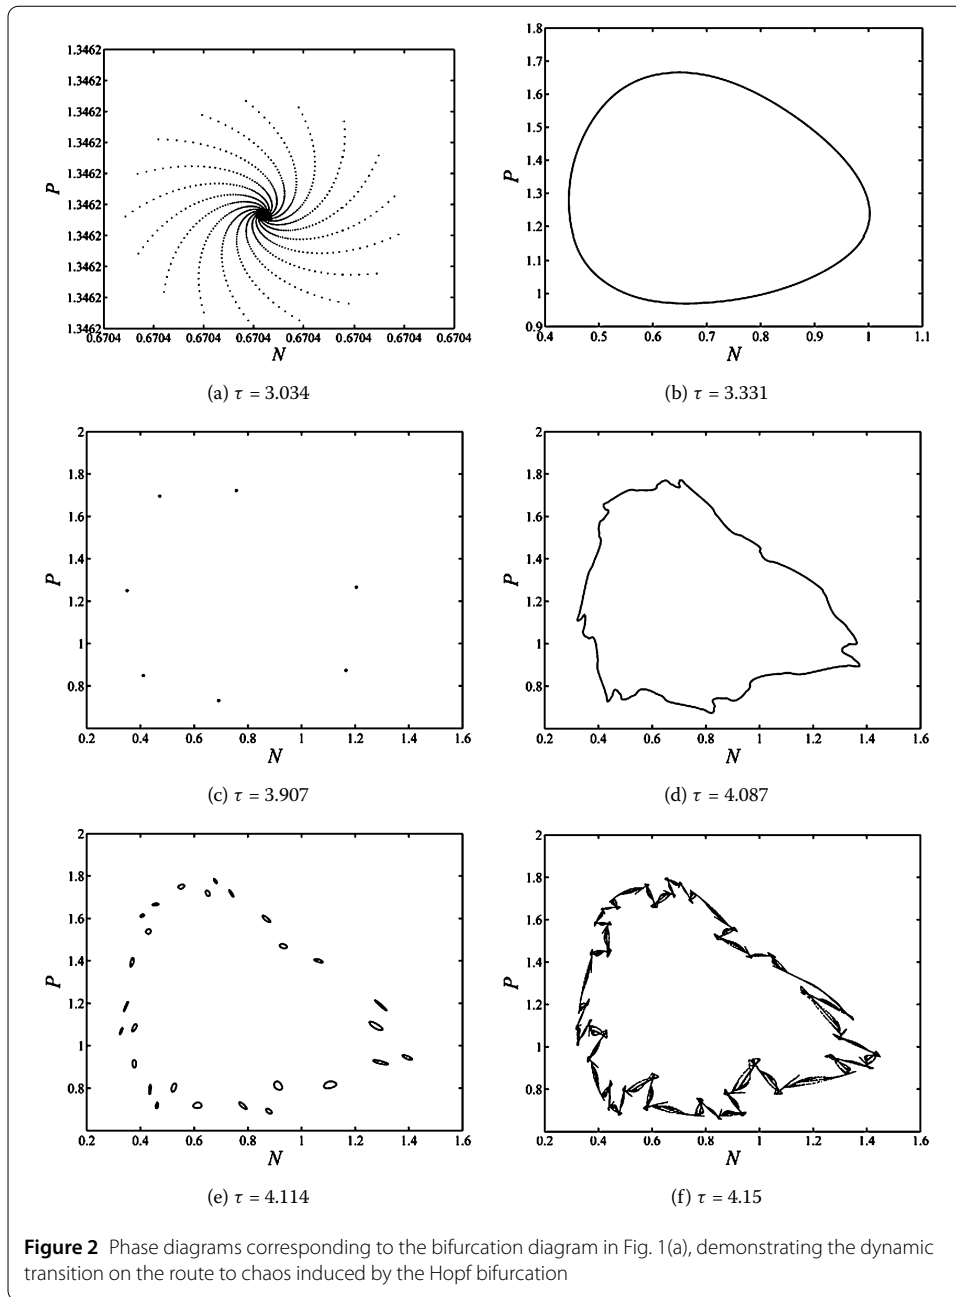 1.3462
1.3462
1.3462
1.3462
1.3462
1.3462
1.3462
1.3462
1.3462
1.3462
P
0.6704 0.6704 0.6704 0.6704 0.6704 0.6704 0.6704 0.6704
N
(a) τ = 3.034
1.8
1.7
1.6
1.5
1.4
1.3
1.2
1.1
1
0.9
P
0.4 0.5 0.6 0.7 0.8 0.9 1 1.1
N
(b) τ = 3.331
2
1.8
1.6
1.4
1.2
1
0.8
P
0.2 0.4 0.6 0.8 1 1.2 1.4 1.6
N
(c) τ = 3.907
2
1.8
1.6
1.4
1.2
1
0.8
P
0.2 0.4 0.6 0.8 1 1.2 1.4 1.6
N
(d) τ = 4.087
2
1.8
1.6
1.4
1.2
1
0.8
P
0.2 0.4 0.6 0.8 1 1.2 1.4 1.6
N
(e) τ = 4.114
2
1.8
1.6
1.4
1.2
1
0.8
P
0.2 0.4 0.6 0.8 1 1.2 1.4 1.6
N
(f) τ = 4.15
Figure 2 Phase diagrams corresponding to the bifurcation diagram in Fig. 1(a), demonstrating the dynamic
transition on the route to chaos induced by the Hopf bifurcation